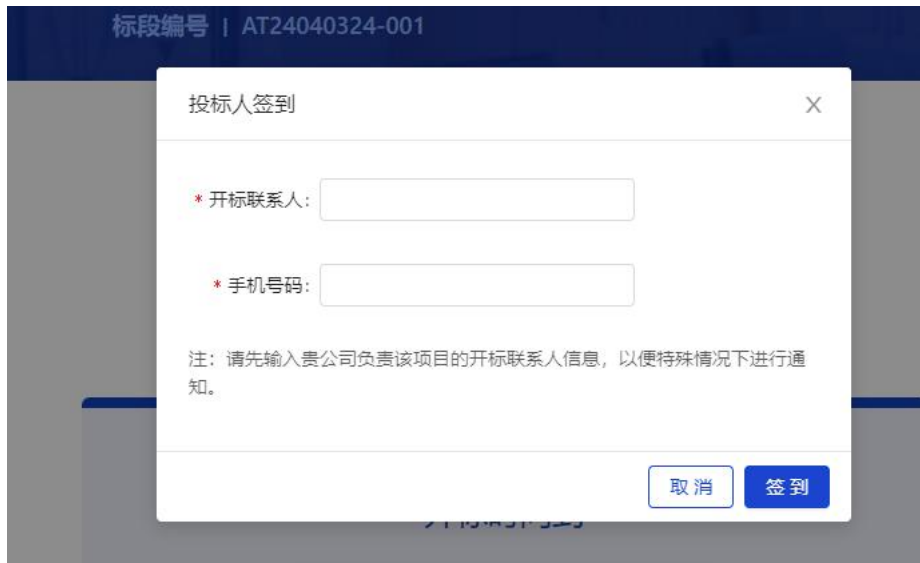 标段编号 | AT24040324-001
投标人签到 X
* 开标联系人:
* 手机号码:
注：请先输入贵公司负责该项目的开标联系人信息，以便特殊情况下进行通
知。
取消 签到